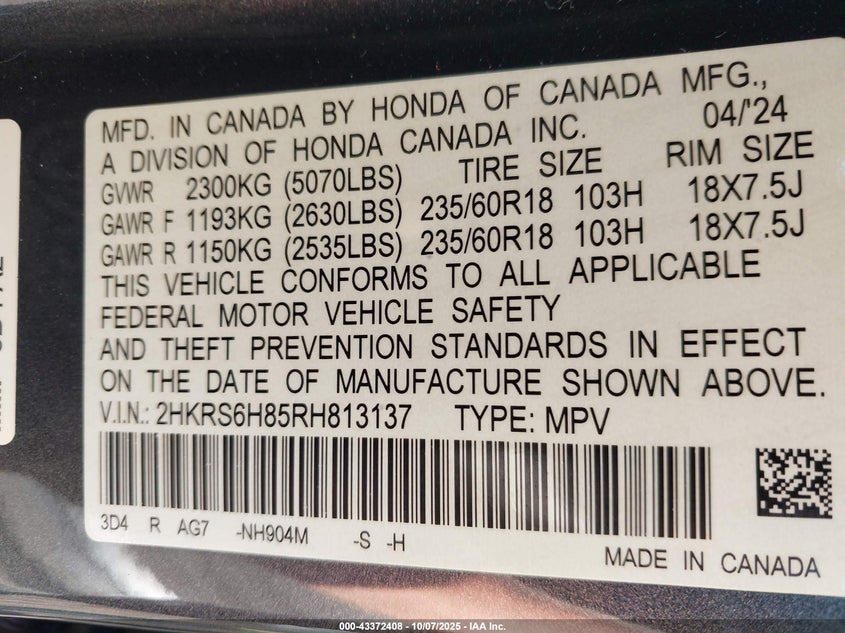 MFD. IN CANADA BY HONDA OF CANADA MFG.,
A DIVISION OF HONDA CANADA INC. 04/'24
GVWR 2300KG (5070LBS) TIRE SIZE RIM SIZE
GAWR F 1193KG (2630LBS) 235/60R18 103H 18X7.5J
GAWR R 1150KG (2535LBS) 235/60R18 103H 18X7.5J
THIS VEHICLE CONFORMS TO ALL APPLICABLE
FEDERAL MOTOR VEHICLE SAFETY
AND THEFT PREVENTION STANDARDS IN EFFECT
ON THE DATE OF MANUFACTURE SHOWN ABOVE.
V.I.N.: 2HKRS6H85RH813137 TYPE: MPV
3D4 R AG7 -NH904M -S -H
MADE IN CANADA
000-43372408 - 10/07/2025 - IAA Inc.